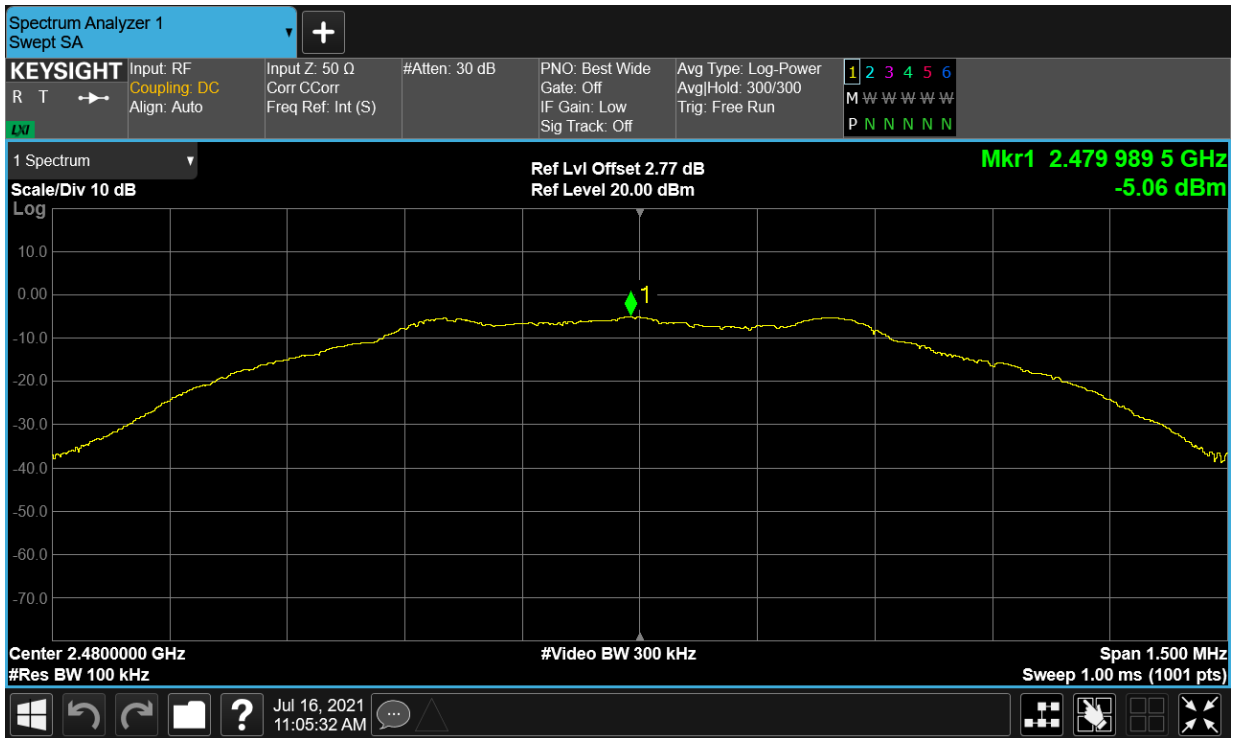 Spectrum Analyzer 1
Swept SA
KEYSIGHT
R T
LXI
Input: RF
Coupling: DC
Align: Auto
Input Z: 50 Ω
Corr CCorr
Freq Ref: Int (S)
#Atten: 30 dB
PNO: Best Wide
Gate: Off
IF Gain: Low
Sig Track: Off
Avg Type: Log-Power
Avg|Hold: 300/300
Trig: Free Run
1 2 3 4 5 6
M W W W W W
P N N N N N
1 Spectrum
Scale/Div 10 dB
Log
Ref Lvl Offset 2.77 dB
Ref Level 20.00 dBm
Mkr1 2.479 989 5 GHz
-5.06 dBm
10.0
0.00
1
-10.0
-20.0
-30.0
-40.0
-50.0
-60.0
-70.0
Center 2.4800000 GHz
#Res BW 100 kHz
#Video BW 300 kHz
Span 1.500 MHz
Sweep 1.00 ms (1001 pts)
?
Jul 16, 2021
11:05:32 AM